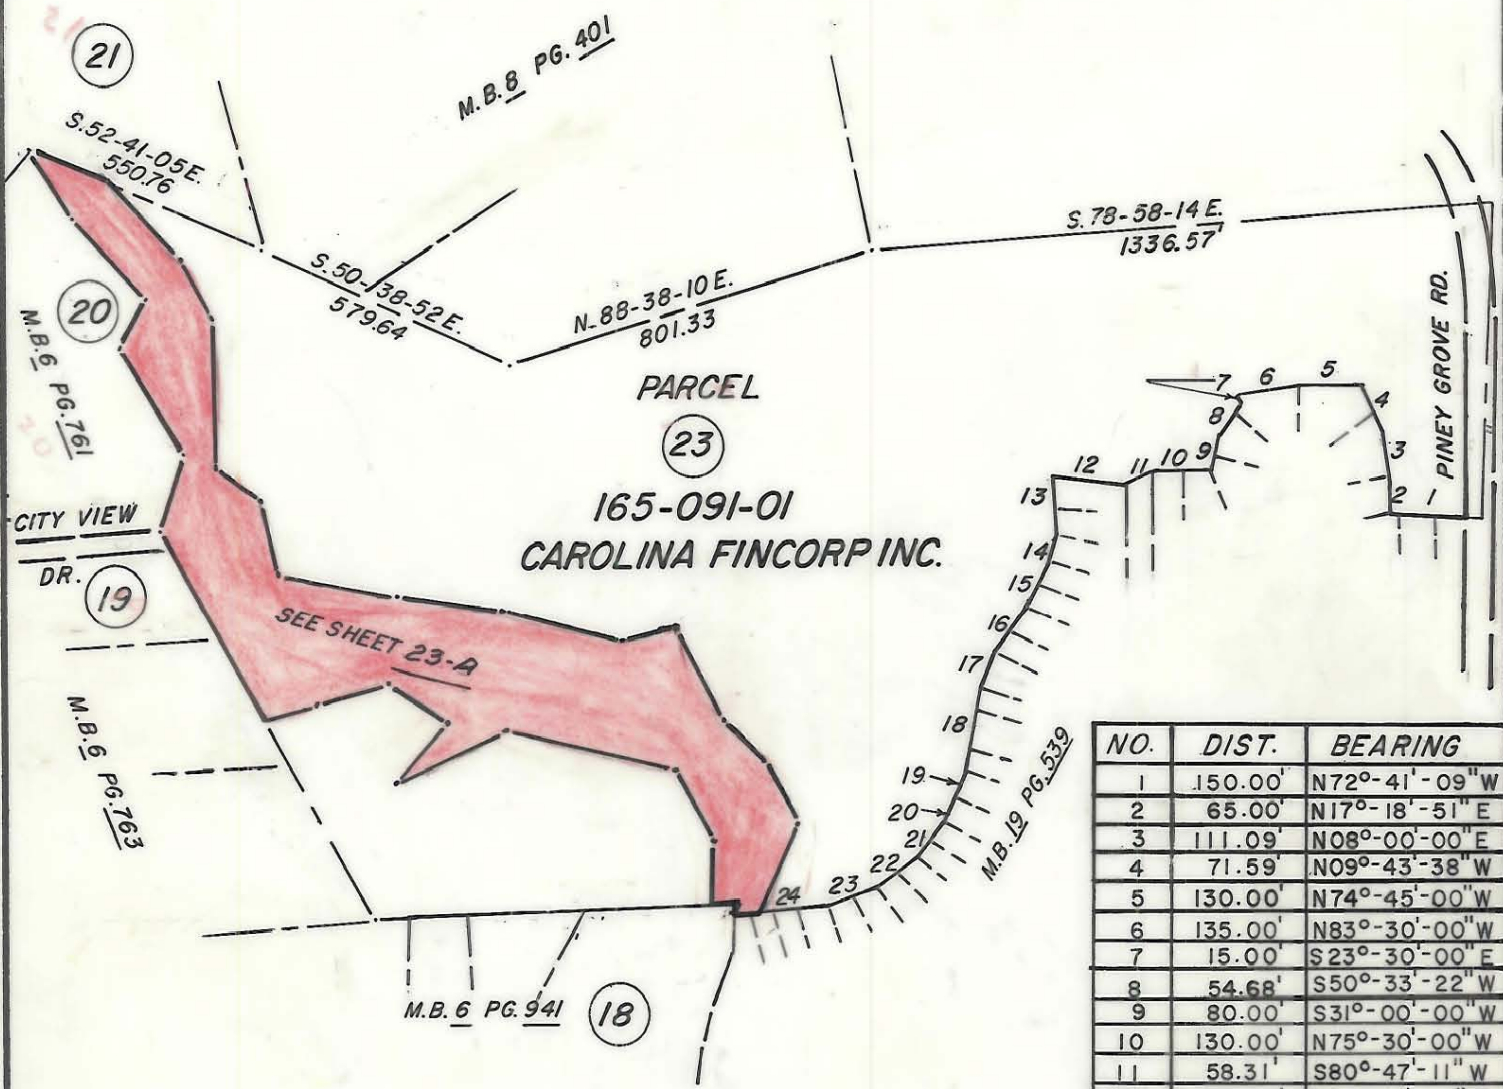 21
M.B. 8 PG. 401
S. 52-41-05 E.
550.76
S. 50-38-52 E.
579.64
N-88-38-10 E.
801.33
S. 78-58-14 E.
1336.57'
PINEY GROVE RD.
20
M.B. 6 PG. 761
PARCEL
23
165-091-01
CAROLINA FINCORP INC.
CITY VIEW
DR.
19
SEE SHEET 23-A
M.B. 6 PG. 763
M.B. 6 PG. 941
18
M.B. 19 PG. 539
1
2
3
4
5
6
7
8
9
10
11
12
13
14
15
16
17
18
19
20
21
22
23
24
NO. DIST. BEARING
1 150.00' N72°-41'-09"W
2 65.00' N17°-18'-51"E
3 111.09' N08°-00'-00"E
4 71.59' N09°-43'-38"W
5 130.00' N74°-45'-00"W
6 135.00' N83°-30'-00"W
7 15.00' S23°-30'-00"E
8 54.68' S50°-33'-22"W
9 80.00' S31°-00'-00"W
10 130.00' N75°-30'-00"W
11 58.31' S80°-47'-11"W